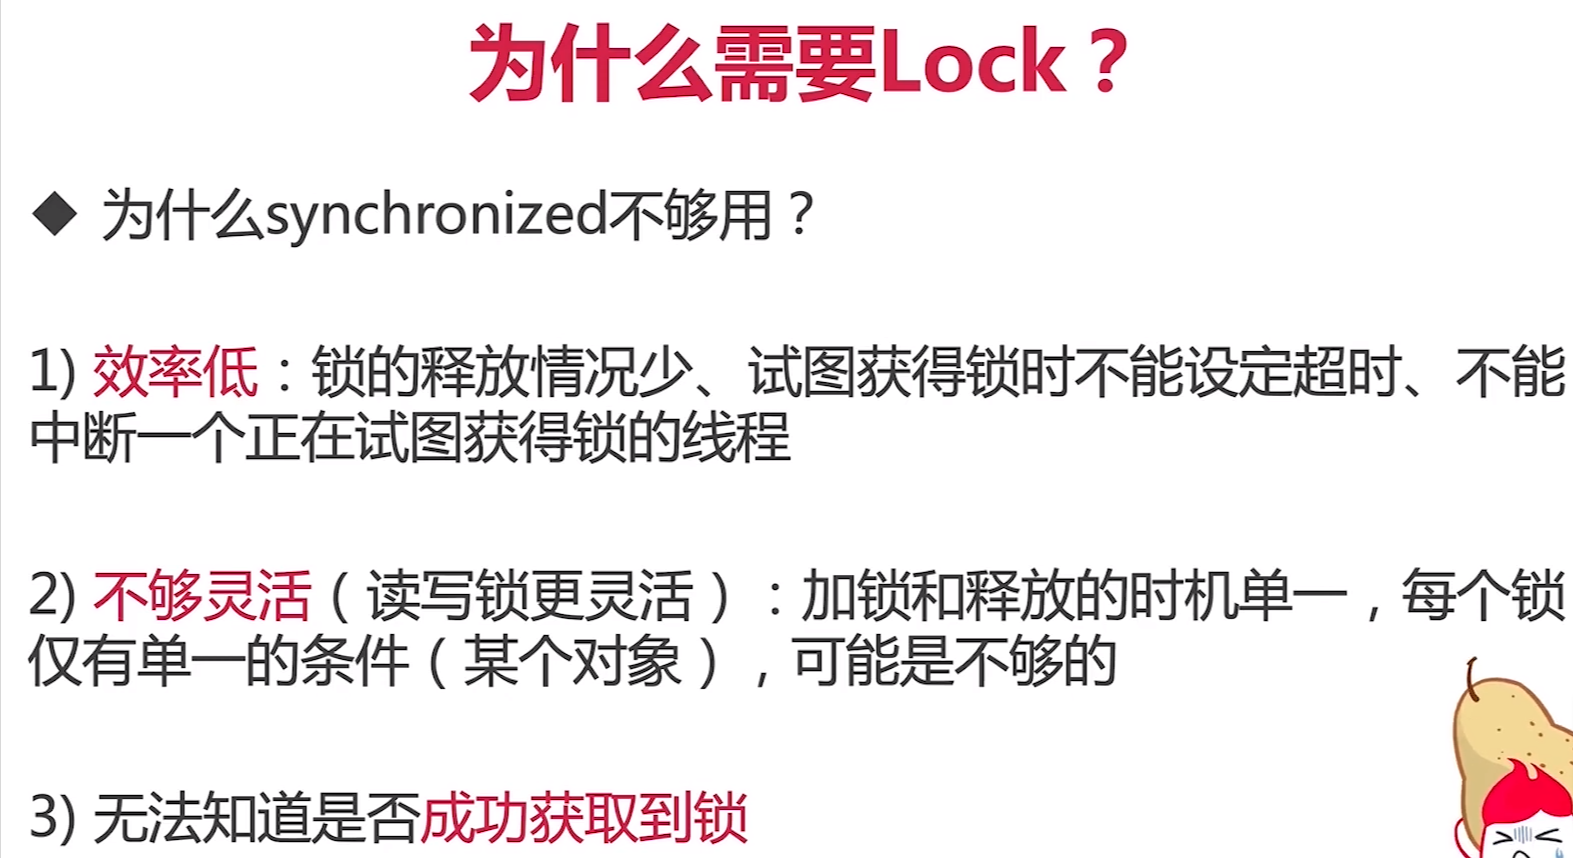 为什么需要Lock？
◆ 为什么synchronized不够用？
1) 效率低：锁的释放情况少、试图获得锁时不能设定超时、不能
中断一个正在试图获得锁的线程
2) 不够灵活（读写锁更灵活）：加锁和释放的时机单一，每个锁
仅有单一的条件（某个对象），可能是不够的
3) 无法知道是否成功获取到锁